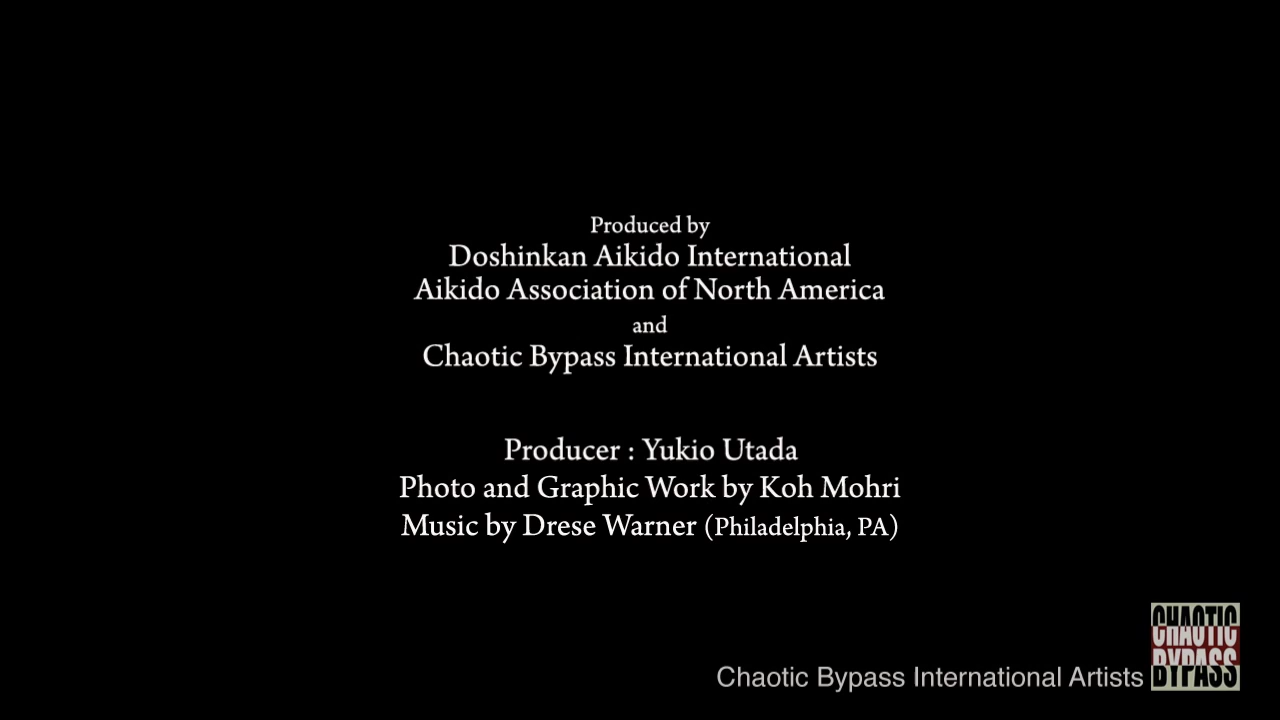 Produced by
Doshinkan Aikido International
Aikido Association of North America
and
Chaotic Bypass International Artists
Producer : Yukio Utada
Photo and Graphic Work by Koh Mohri
Music by Drese Warner (Philadelphia, PA)
Chaotic Bypass International Artists
CHAOTIC
BYPASS